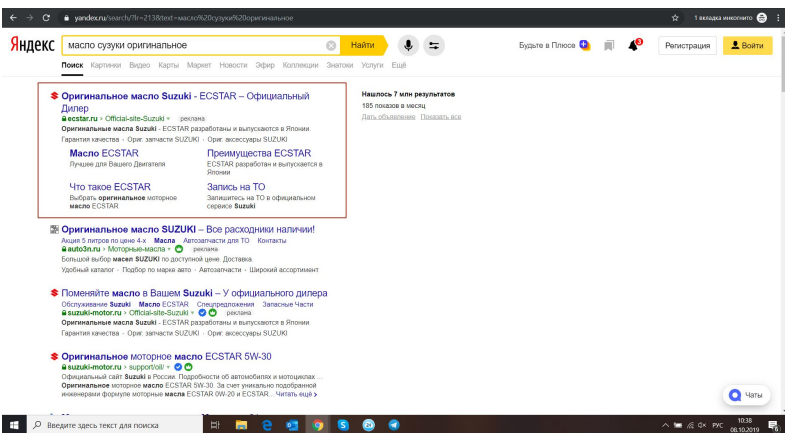 yandex.ru/search/?lr=213&text=масло%20сузуки%20оригинальное
1 вкладка инкогнито
Яндекс
масло сузуки оригинальное
Найти
Будьте в Плюсе
3
Регистрация
Войти
Поиск Картинки Видео Карты Маркет Новости Эфир Коллекции Знатоки Услуги Ещё
Оригинальное масло Suzuki - ECSTAR – Официальный
Дилер
ecstar.ru › Official-site-Suzuki реклама
Оригинальные масла Suzuki - ECSTAR разработаны и выпускаются в Японии
Гарантия качества · Ориг. запчасти SUZUKI · Ориг. аксессуары SUZUKI
Масло ECSTAR
Лучшее для Вашего Двигателя
Преимущества ECSTAR
ECSTAR разработан и выпускается в
Японии
Что такое ECSTAR
Выбрать оригинальное моторное
масло ECSTAR
Запись на ТО
Запишитесь на ТО в официальном
сервисе Suzuki
Нашлось 7 млн результатов
185 показов в месяц
Дать объявление Показать все
Оригинальное масло SUZUKI – Все расходники наличии!
Акция 5 литров по цене 4-х Масла Автозапчасти для ТО Контакты
auto3n.ru › Моторные-масла реклама
Большой выбор масел SUZUKI по доступной цене. Доставка.
Удобный каталог · Подбор по марке авто · Автозапчасти · Широкий ассортимент
Поменяйте масло в Вашем Suzuki – У официального дилера
Обслуживание Suzuki Масло ECSTAR Спецпредложения Запасные Части
suzuki-motor.ru › Official-site-Suzuki реклама
Оригинальные масла Suzuki - ECSTAR разработаны и выпускаются в Японии
Гарантия качества · Ориг. запчасти SUZUKI · Ориг. аксессуары SUZUKI
Оригинальное моторное масло ECSTAR 5W-30
suzuki-motor.ru › support/oil/
Официальный сайт Suzuki в России. Подробности об автомобилях и мотоциклах ...
Оригинальное моторное масло ECSTAR 5W-30. За счет уникально подобранной
инженерами формуле моторные масла ECSTAR 0W-20 и ECSTAR... Читать ещё ›
Чаты
Введите здесь текст для поиска
РУС
10:38
08.10.2019